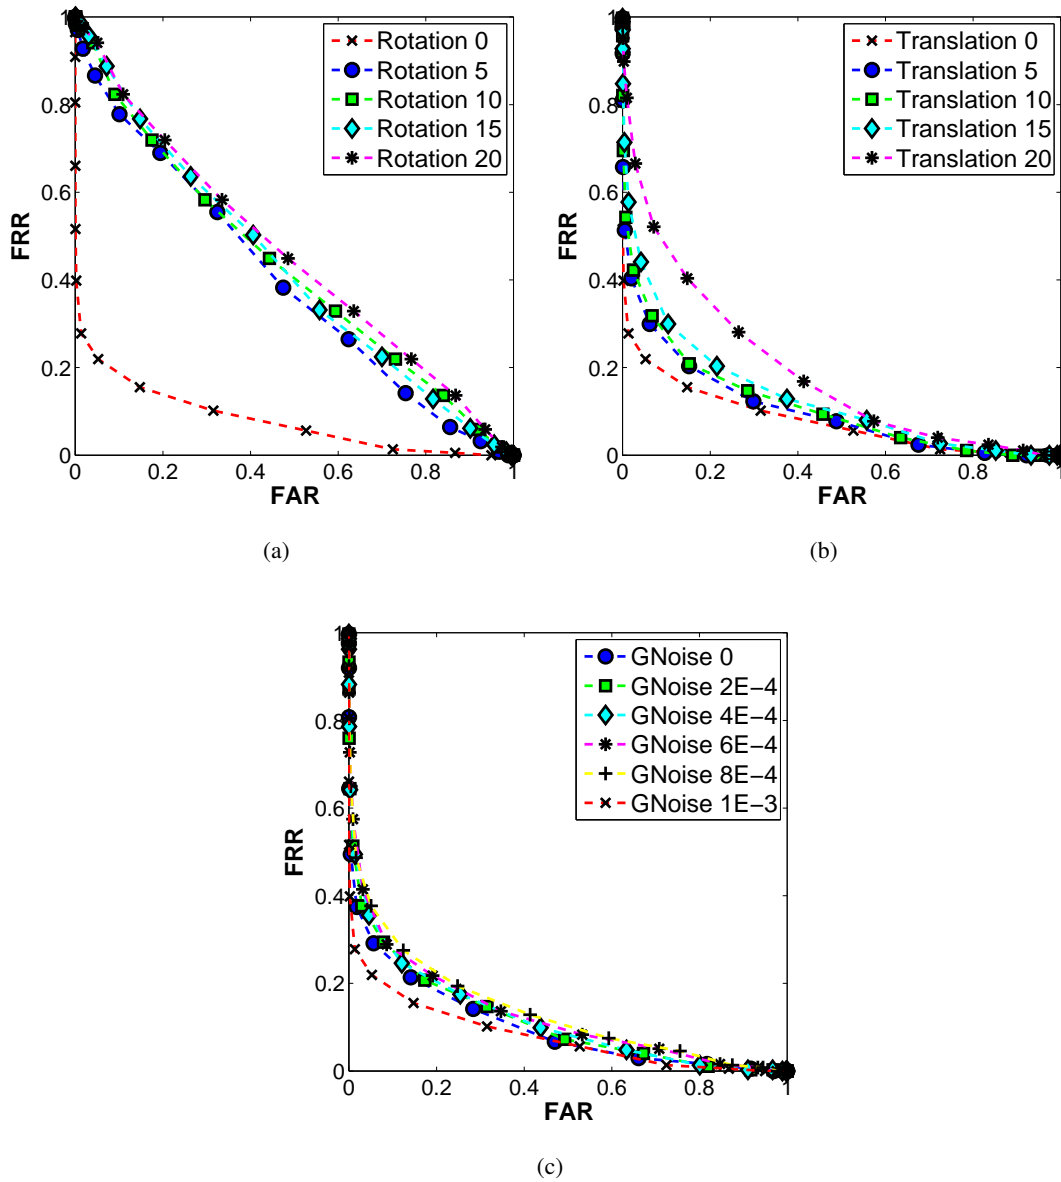 1
0.8
0.6
0.4
0.2
0
0
0.2
0.4
0.6
0.8
1
FRR
FAR
Rotation 0
Rotation 5
Rotation 10
Rotation 15
Rotation 20
(a)
1
0.8
0.6
0.4
0.2
0
0
0.2
0.4
0.6
0.8
1
FRR
FAR
Translation 0
Translation 5
Translation 10
Translation 15
Translation 20
(b)
1
0.8
0.6
0.4
0.2
0
0
0.2
0.4
0.6
0.8
1
FRR
FAR
GNoise 0
GNoise 2E−4
GNoise 4E−4
GNoise 6E−4
GNoise 8E−4
GNoise 1E−3
(c)